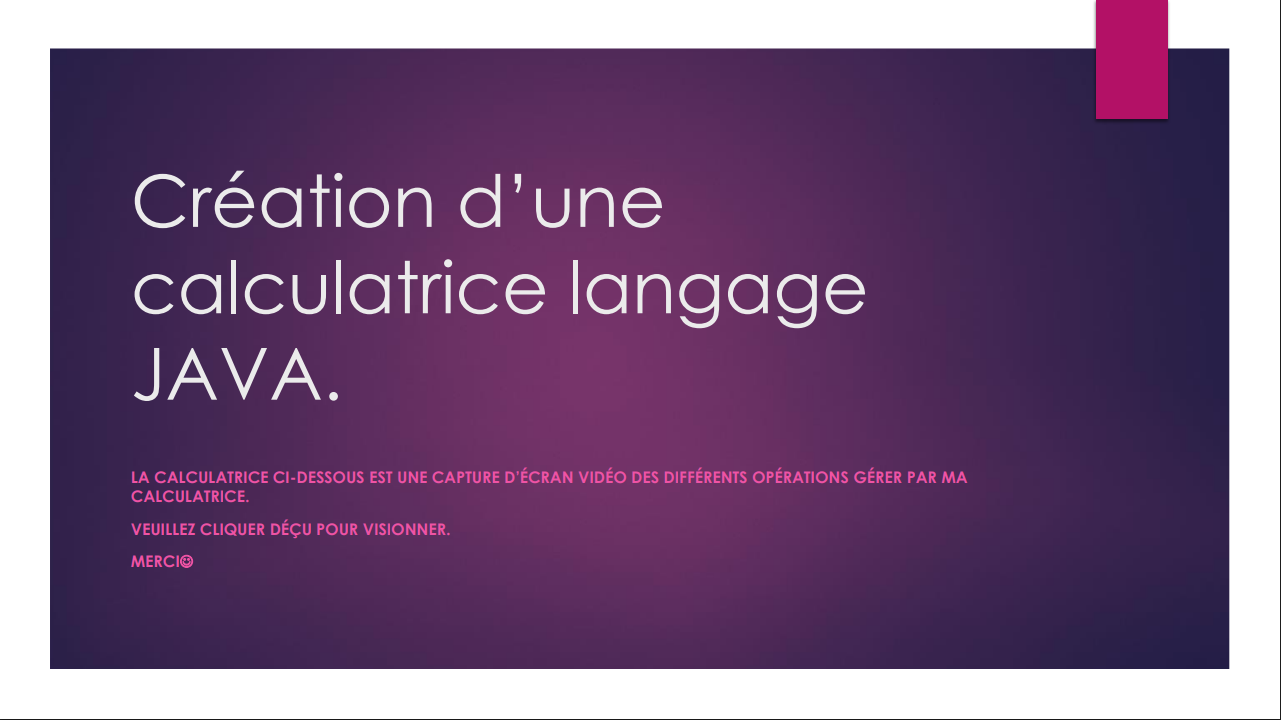 Création d’une
calculatrice langage
JAVA.
LA CALCULATRICE CI-DESSOUS EST UNE CAPTURE D’ÉCRAN VIDÉO DES DIFFÉRENTS OPÉRATIONS GÉRER PAR MA
CALCULATRICE.
VEUILLEZ CLIQUER DÉÇU POUR VISIONNER.
MERCI☺